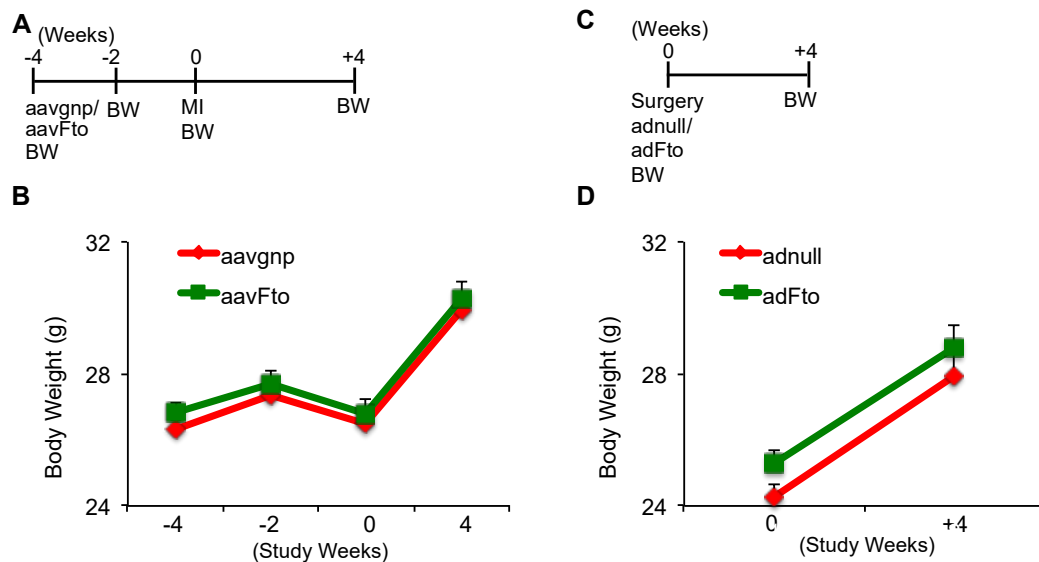 A
(Weeks)
-4 -2 0 +4
aavgnp/ BW MI BW
aavFto BW
BW
C
(Weeks)
0 +4
Surgery BW
adnull/
adFto
BW
B
32
28
24
Body Weight (g)
aavgnp
aavFto
-4 -2 0 4
(Study Weeks)
D
32
28
24
Body Weight (g)
adnull
adFto
0 +4
(Study Weeks)